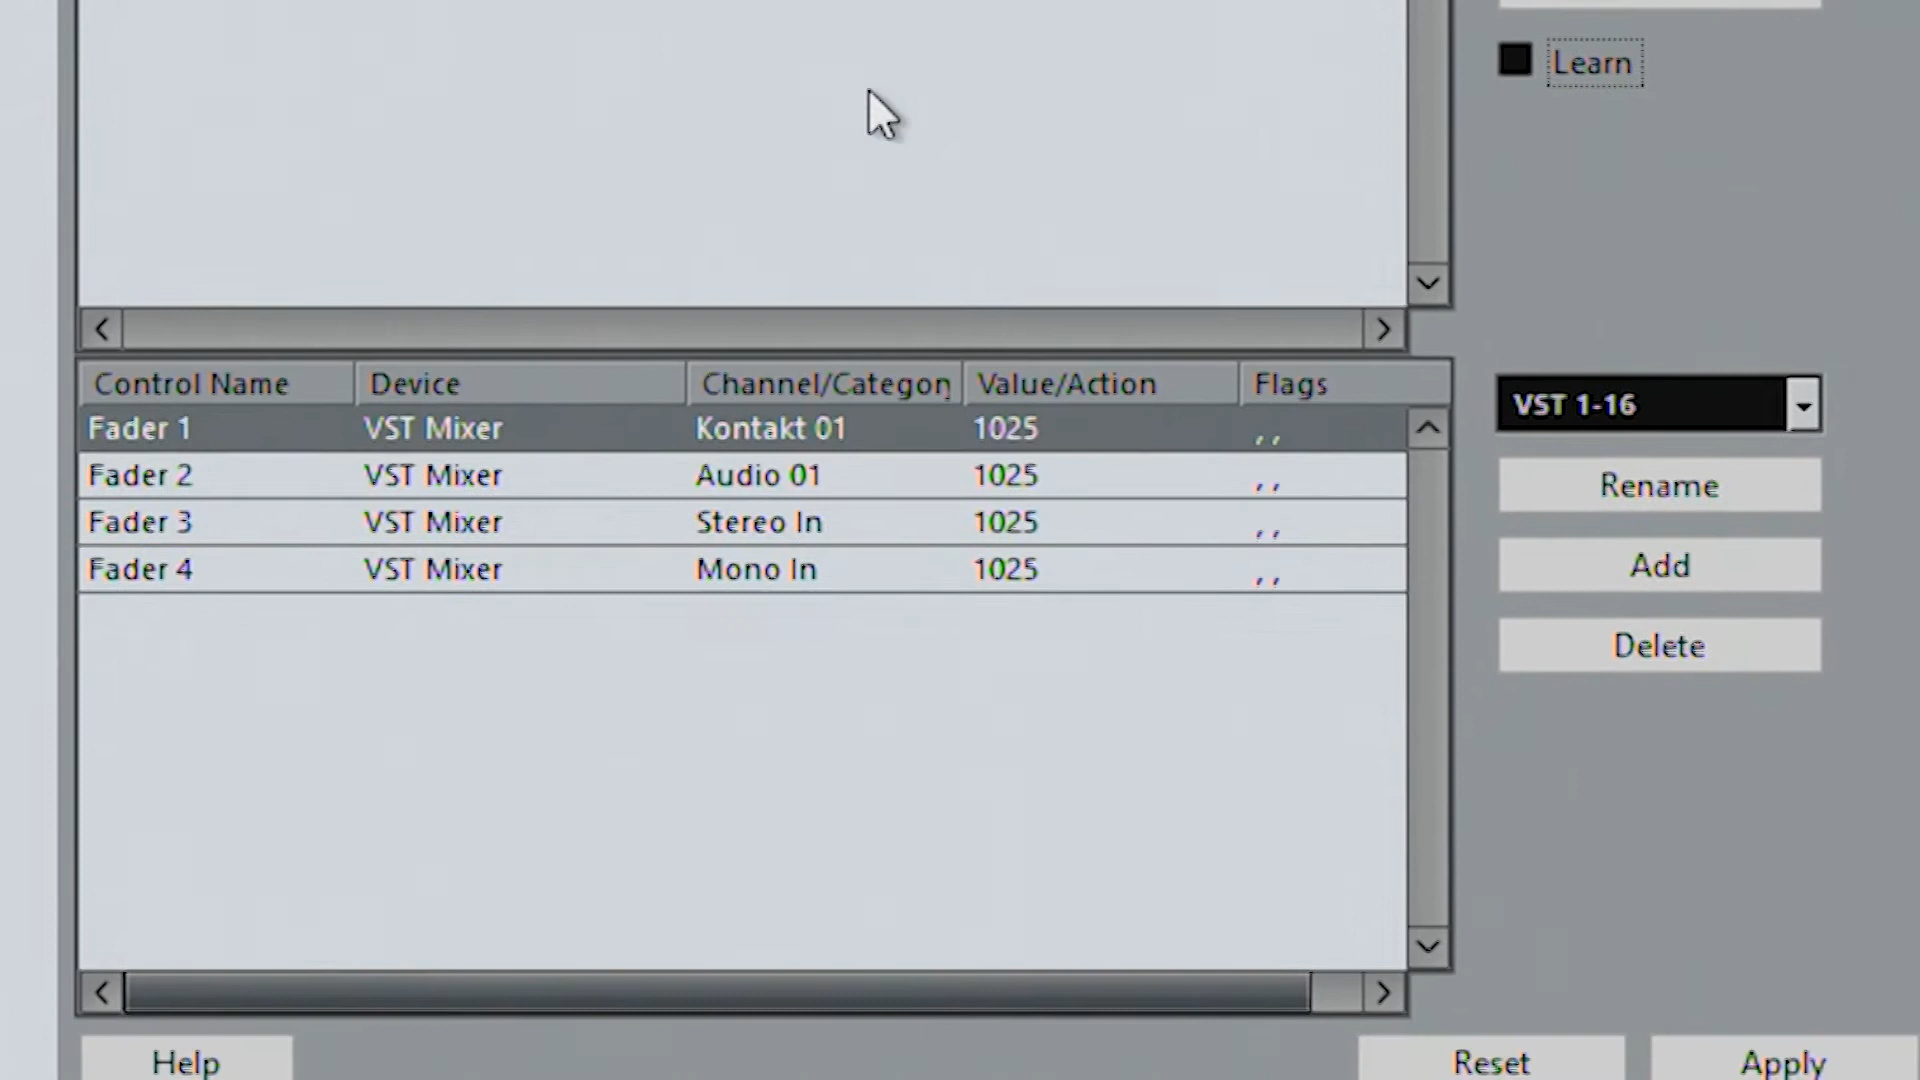 Learn
Control Name Device Channel/Categor Value/Action Flags
Fader 1 VST Mixer Kontakt 01 1025 , ,
Fader 2 VST Mixer Audio 01 1025 , ,
Fader 3 VST Mixer Stereo In 1025 , ,
Fader 4 VST Mixer Mono In 1025 , ,
VST 1-16
Rename
Add
Delete
Help Reset Apply